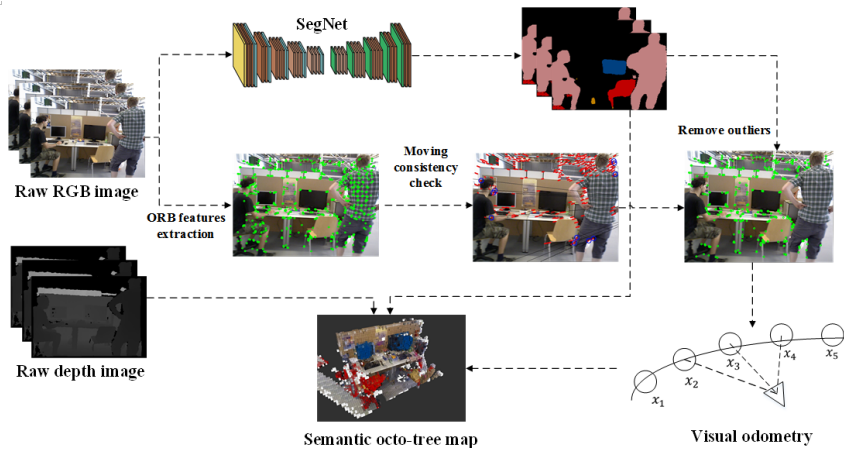 SegNet
Raw RGB image
ORB features
extraction
Moving
consistency
check
Remove outliers
Raw depth image
Semantic octo-tree map
x₁
x₂
x₃
x₄
x₅
Visual odometry